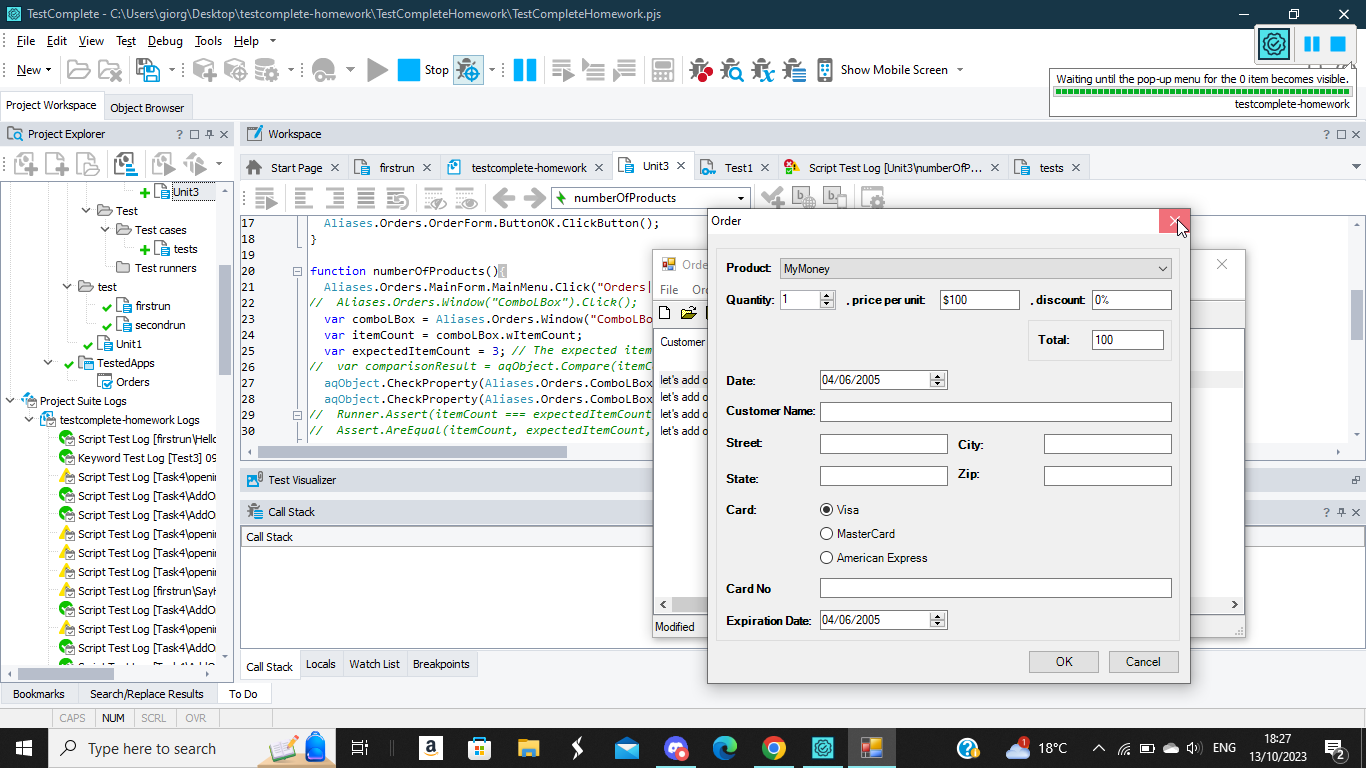 TestComplete - C:\Users\giorg\Desktop\testcomplete-homework\TestCompleteHomework\TestCompleteHomework.pjs
File Edit View Test Debug Tools Help
New Stop Show Mobile Screen
Waiting until the pop-up menu for the 0 item becomes visible.
testcomplete-homework
Project Workspace Object Browser
Project Explorer
Workspace
Start Page firstrun testcomplete-homework Unit3 Test1 Script Test Log [Unit3\numberOfP... tests
numberOfProducts
Unit3
Test
Test cases
tests
Test runners
test
firstrun
secondrun
Unit1
TestedApps
Orders
Project Suite Logs
testcomplete-homework Logs
Script Test Log [firstrun\Hello
Keyword Test Log [Test3] 09
Script Test Log [Task4\openi
Script Test Log [Task4\AddO
Script Test Log [Task4\AddO
Script Test Log [Task4\openi
Script Test Log [Task4\openi
Script Test Log [Task4\openi
Script Test Log [firstrun\SayH
Script Test Log [Task4\AddO
Script Test Log [Task4\openi
Script Test Log [Task4\AddO
17 Aliases.Orders.OrderForm.ButtonOK.ClickButton();
18 }
19
20 function numberOfProducts(){
21 Aliases.Orders.MainForm.MainMenu.Click("Orders|
22 // Aliases.Orders.Window("ComboLBox").Click();
23 var comboLBox = Aliases.Orders.Window("ComboLB
24 var itemCount = comboLBox.wItemCount;
25 var expectedItemCount = 3; // The expected item
26 // var comparisonResult = aqObject.Compare(itemC
27 aqObject.CheckProperty(Aliases.Orders.ComboLBox
28 aqObject.CheckProperty(Aliases.Orders.ComboLBox
29 // Runner.Assert(itemCount === expectedItemCount
30 // Assert.AreEqual(itemCount, expectedItemCount,
Test Visualizer
Call Stack
Call Stack
Call Stack Locals Watch List Breakpoints
Bookmarks Search/Replace Results To Do
CAPS NUM SCRL OVR
File
Customer
let's add o
let's add o
let's add o
let's add o
Modified
Order
Product: MyMoney
Quantity: 1 , price per unit: $100 , discount: 0%
Total: 100
Date: 04/06/2005
Customer Name:
Street: City:
State: Zip:
Card: Visa
MasterCard
American Express
Card No
Expiration Date: 04/06/2005
OK Cancel
Type here to search
1 18°C ENG 18:27
13/10/2023 2